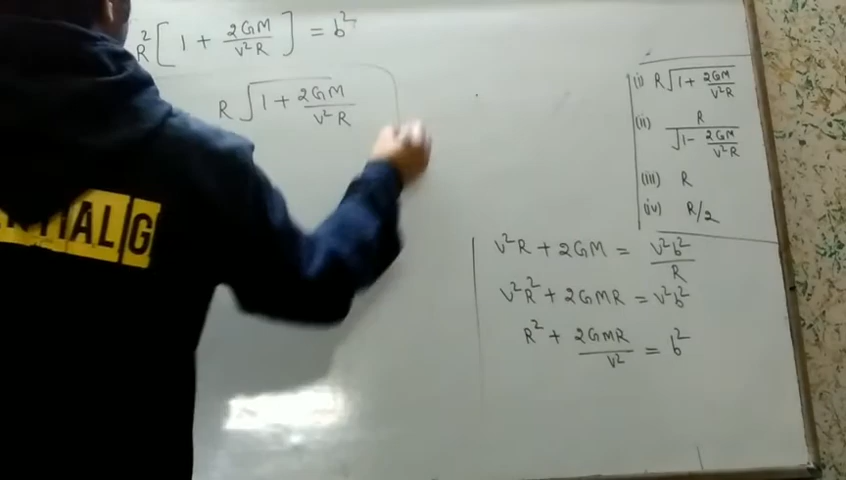 R²[1 + 2GM/v²R] = b²
R√(1 + 2GM/v²R)
(i) R√(1 + 2GM/v²R)
(ii) R/√(1 - 2GM/v²R)
(iii) R
(iv) R/2
v²R + 2GM = v²b²/R
v²R² + 2GMR = v²b²
R² + 2GMR/v² = b²
IAL G